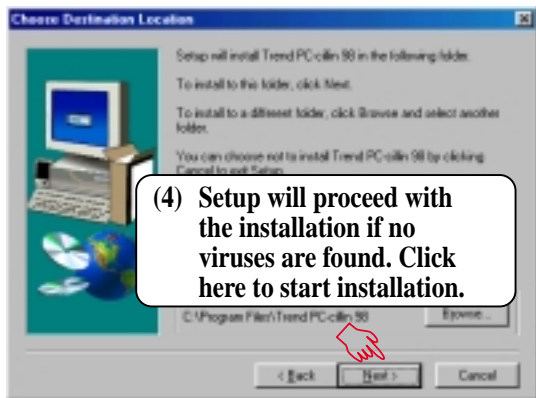 Choose Destination Location
Setup will install Trend PC-cillin 98 in the following folder.
To install to this folder, click Next.
To install to a different folder, click Browse and select another
folder.
You can choose not to install Trend PC-cillin 98 by clicking
Cancel to exit Setup.
(4) Setup will proceed with
the installation if no
viruses are found. Click
here to start installation.
C:\Program Files\Trend PC-cillin 98
Browse...
< Back
Next >
Cancel